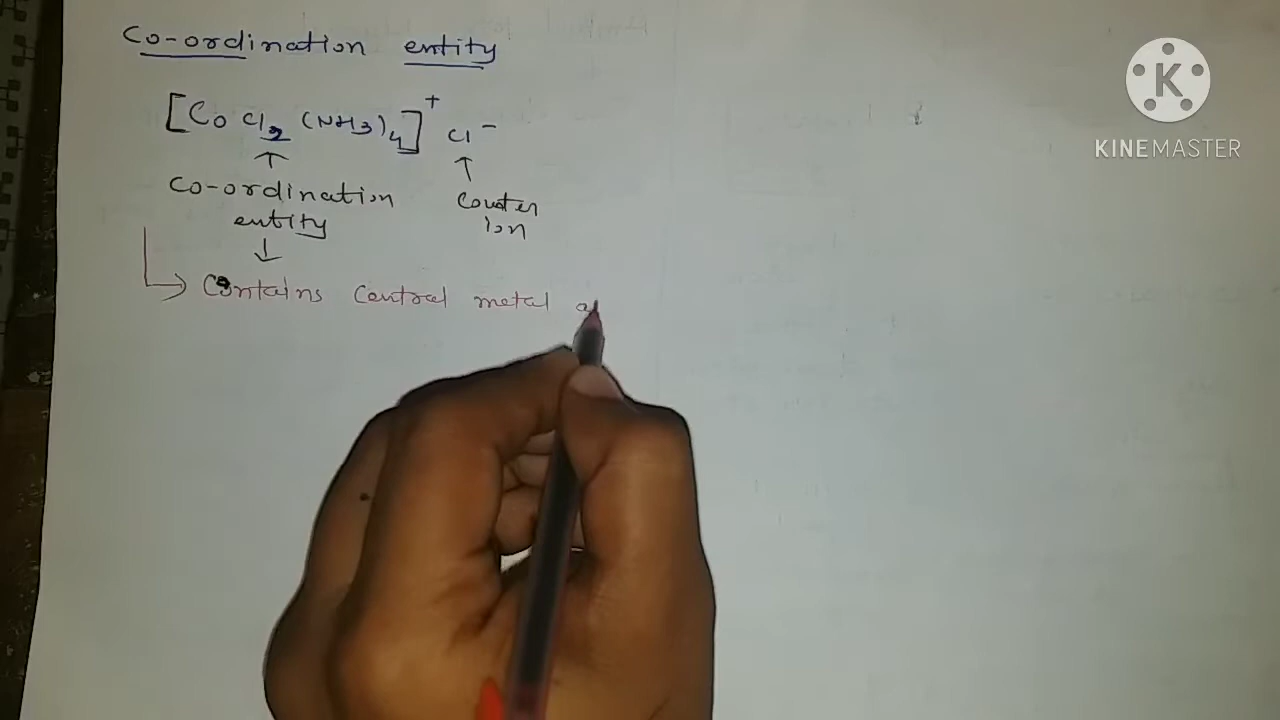 Co-ordination entity
[Co Cl2 (NH3)4]+ Cl-
Co-ordination
entity
Counter
ion
Contains Central metal a
K
KINEMASTER